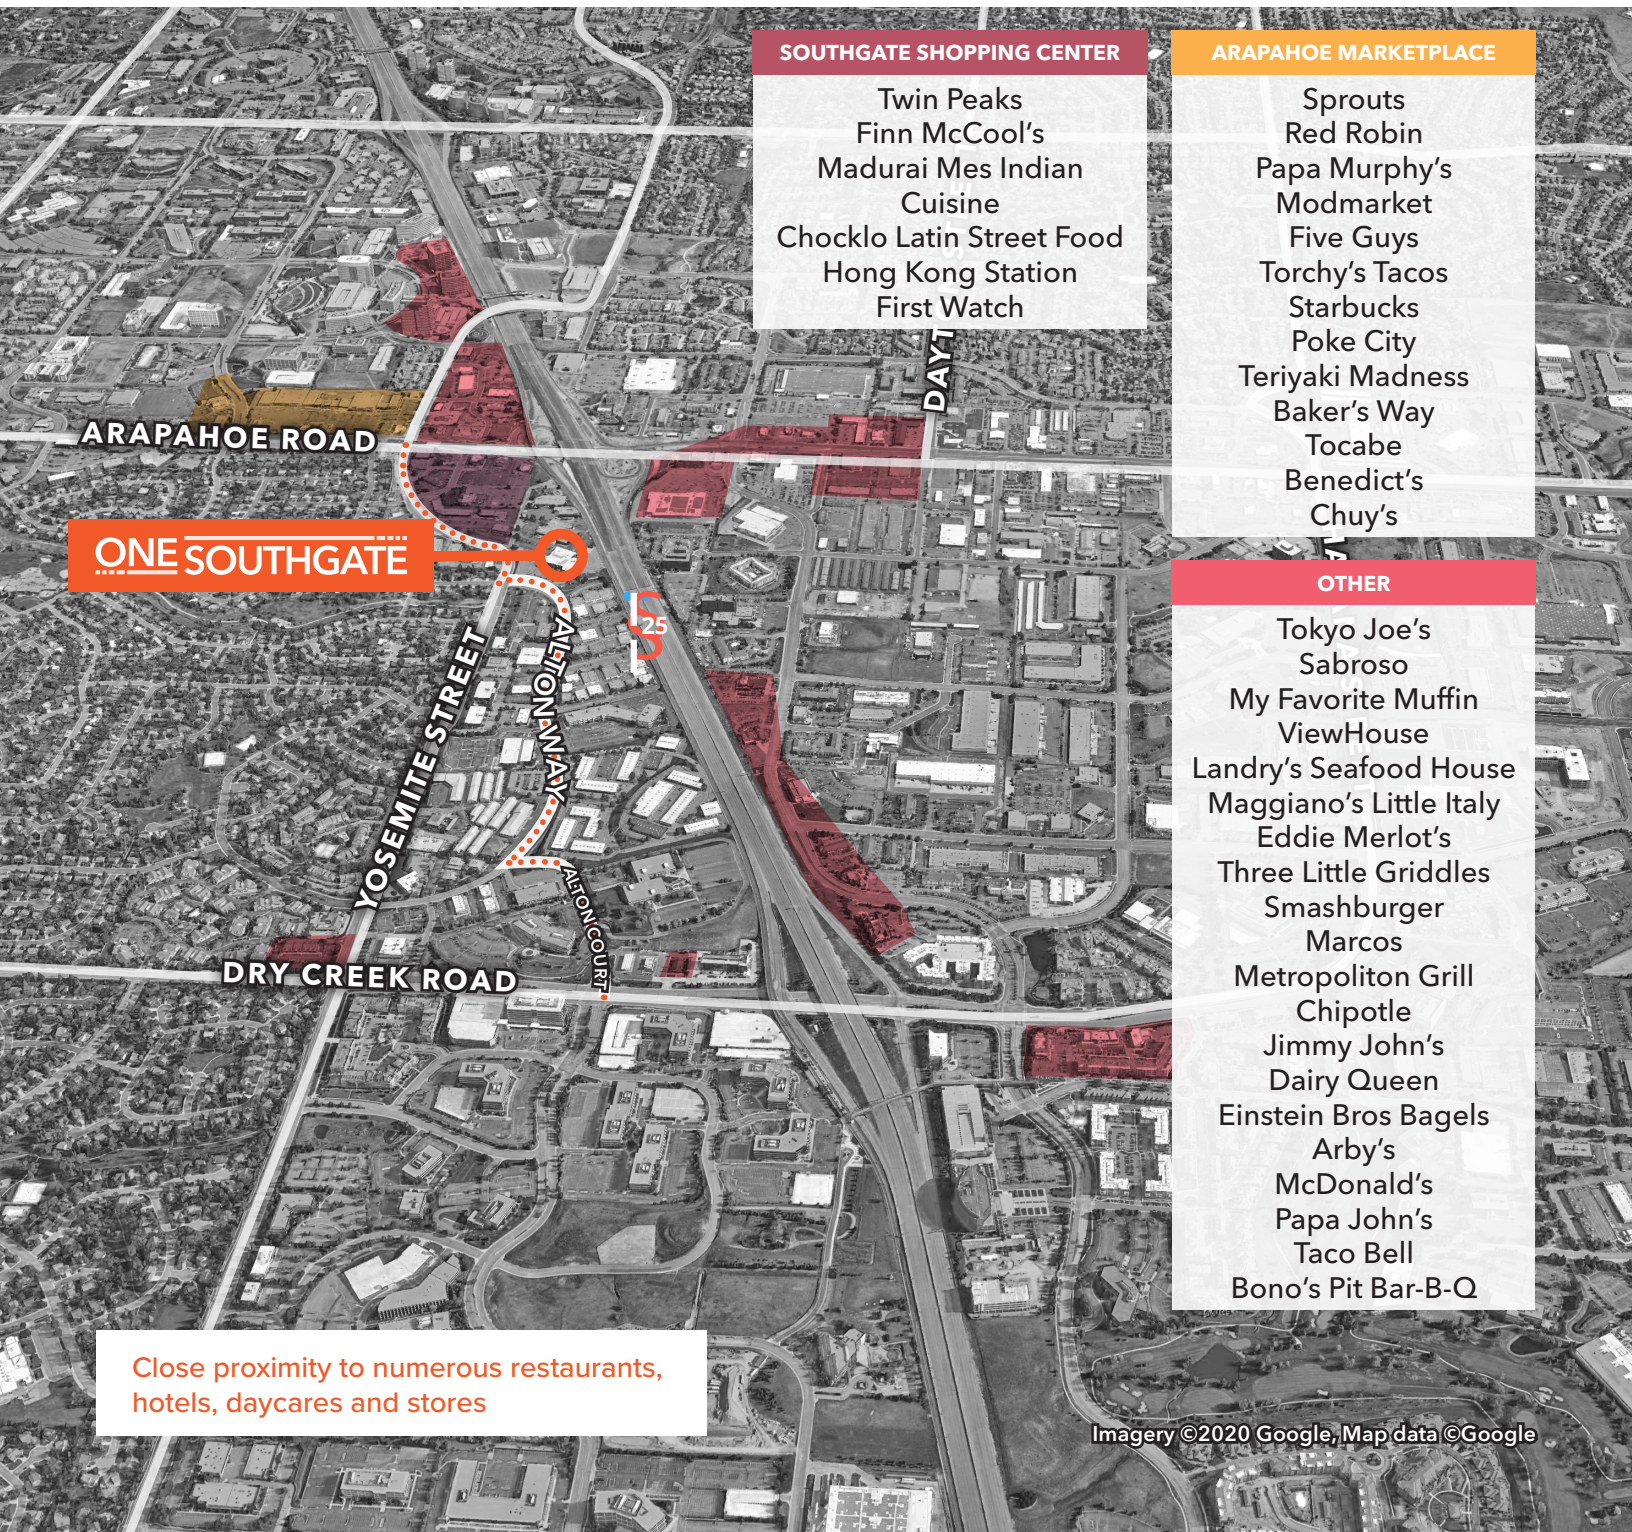 SOUTHGATE SHOPPING CENTER
Twin Peaks
Finn McCool's
Madurai Mes Indian
Cuisine
Chocklo Latin Street Food
Hong Kong Station
First Watch
ARAPAHOE MARKETPLACE
Sprouts
Red Robin
Papa Murphy's
Modmarket
Five Guys
Torchy's Tacos
Starbucks
Poke City
Teriyaki Madness
Baker's Way
Tocabe
Benedict's
Chuy's
OTHER
Tokyo Joe's
Sabroso
My Favorite Muffin
ViewHouse
Landry's Seafood House
Maggiano's Little Italy
Eddie Merlot's
Three Little Griddles
Smashburger
Marcos
Metropoliton Grill
Chipotle
Jimmy John's
Dairy Queen
Einstein Bros Bagels
Arby's
McDonald's
Papa John's
Taco Bell
Bono's Pit Bar-B-Q
ARAPAHOE ROAD
ONE SOUTHGATE
25
YOSEMITE STREET
ALTON WAY
ALTON COURT
DRY CREEK ROAD
Close proximity to numerous restaurants,
hotels, daycares and stores
Imagery ©2020 Google, Map data ©Google